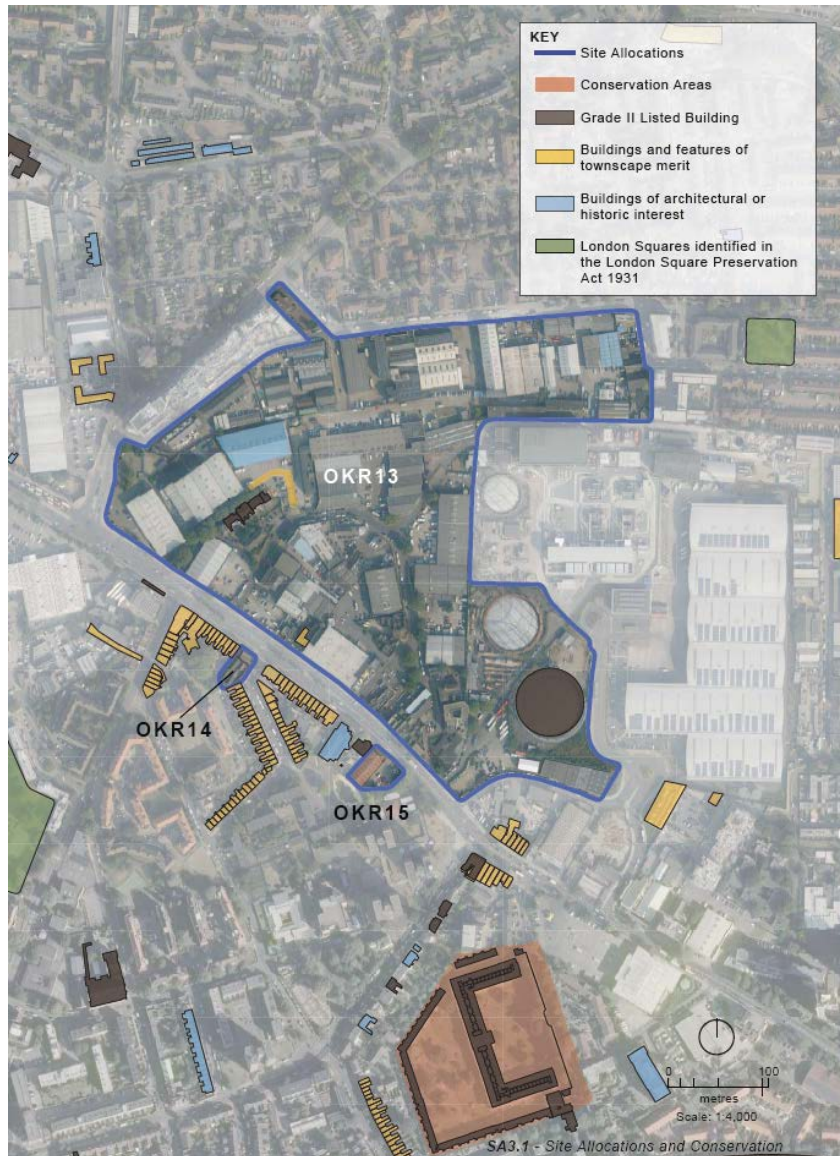 KEY
Site Allocations
Conservation Areas
Grade II Listed Building
Buildings and features of
townscape merit
Buildings of architectural or
historic interest
London Squares identified in
the London Square Preservation
Act 1931
OKR13
OKR14
OKR15
0 100
metres
Scale: 1:4,000
SA3.1 - Site Allocations and Conservation